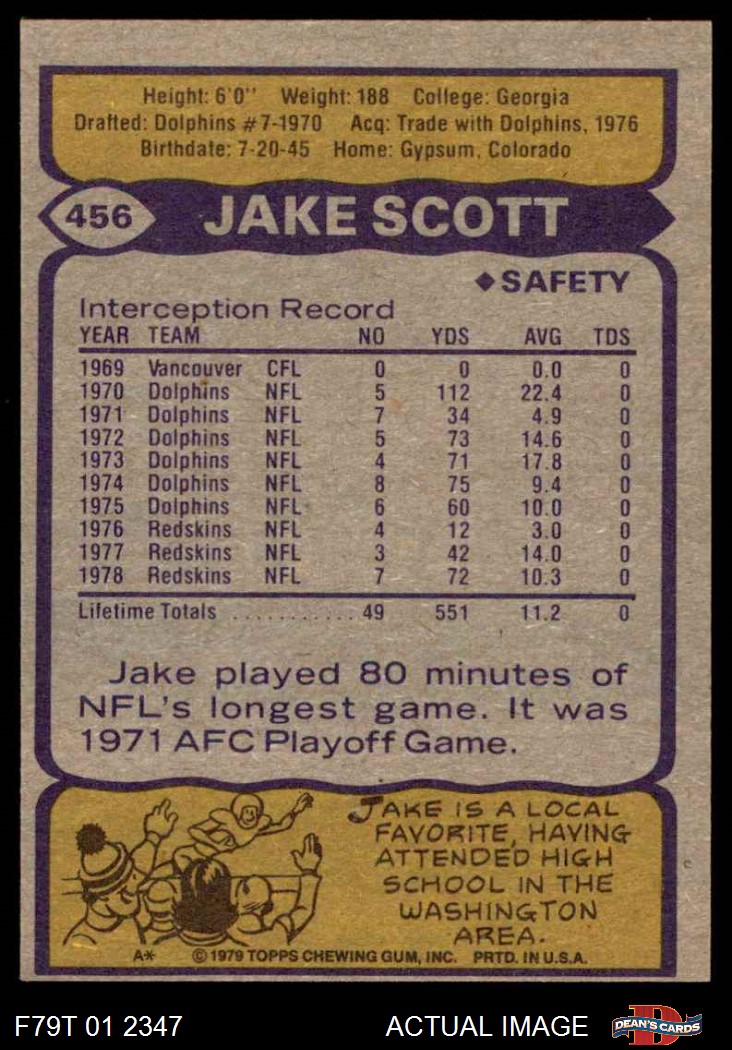 Height: 6'0" Weight: 188 College: Georgia
Drafted: Dolphins #7-1970 Acq: Trade with Dolphins, 1976
Birthdate: 7-20-45 Home: Gypsum, Colorado
456 JAKE SCOTT
◆SAFETY
Interception Record
YEAR TEAM NO YDS AVG TDS
1969 Vancouver CFL 0 0 0.0 0
1970 Dolphins NFL 5 112 22.4 0
1971 Dolphins NFL 7 34 4.9 0
1972 Dolphins NFL 5 73 14.6 0
1973 Dolphins NFL 4 71 17.8 0
1974 Dolphins NFL 8 75 9.4 0
1975 Dolphins NFL 6 60 10.0 0
1976 Redskins NFL 4 12 3.0 0
1977 Redskins NFL 3 42 14.0 0
1978 Redskins NFL 7 72 10.3 0
Lifetime Totals ........... 49 551 11.2 0
Jake played 80 minutes of
NFL's longest game. It was
1971 AFC Playoff Game.
JAKE IS A LOCAL
FAVORITE, HAVING
ATTENDED HIGH
SCHOOL IN THE
WASHINGTON
AREA.
A* © 1979 TOPPS CHEWING GUM, INC. PRTD. IN U.S.A.
F79T 01 2347 ACTUAL IMAGE D DEAN'S CARDS